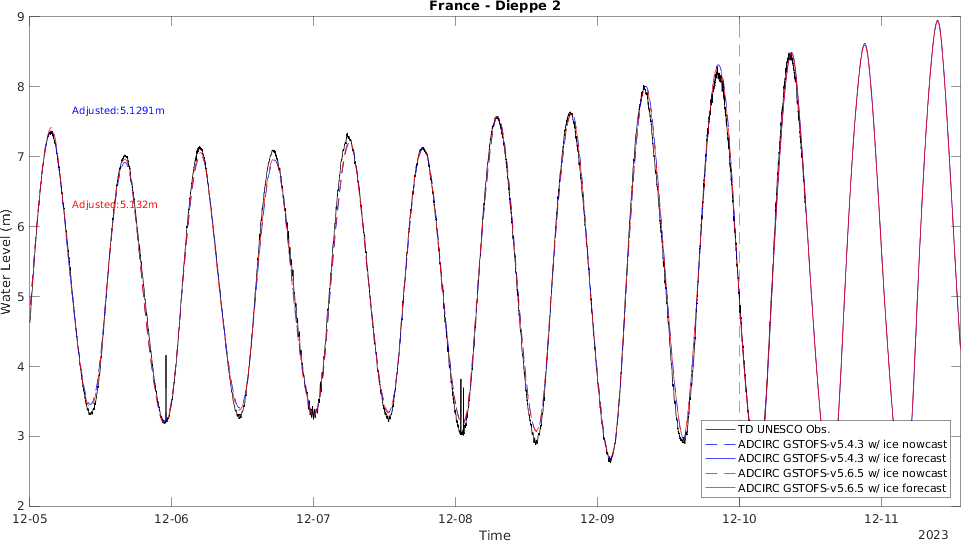 France - Dieppe 2
9
8
7
6
5
4
3
2
Water Level (m)
Adjusted:5.1291m
Adjusted:5.132m
TD UNESCO Obs.
ADCIRC GSTOFS-v5.4.3 w/ ice nowcast
ADCIRC GSTOFS-v5.4.3 w/ ice forecast
ADCIRC GSTOFS-v5.6.5 w/ ice nowcast
ADCIRC GSTOFS-v5.6.5 w/ ice forecast
12-05 12-06 12-07 12-08 12-09 12-10 12-11
Time
2023